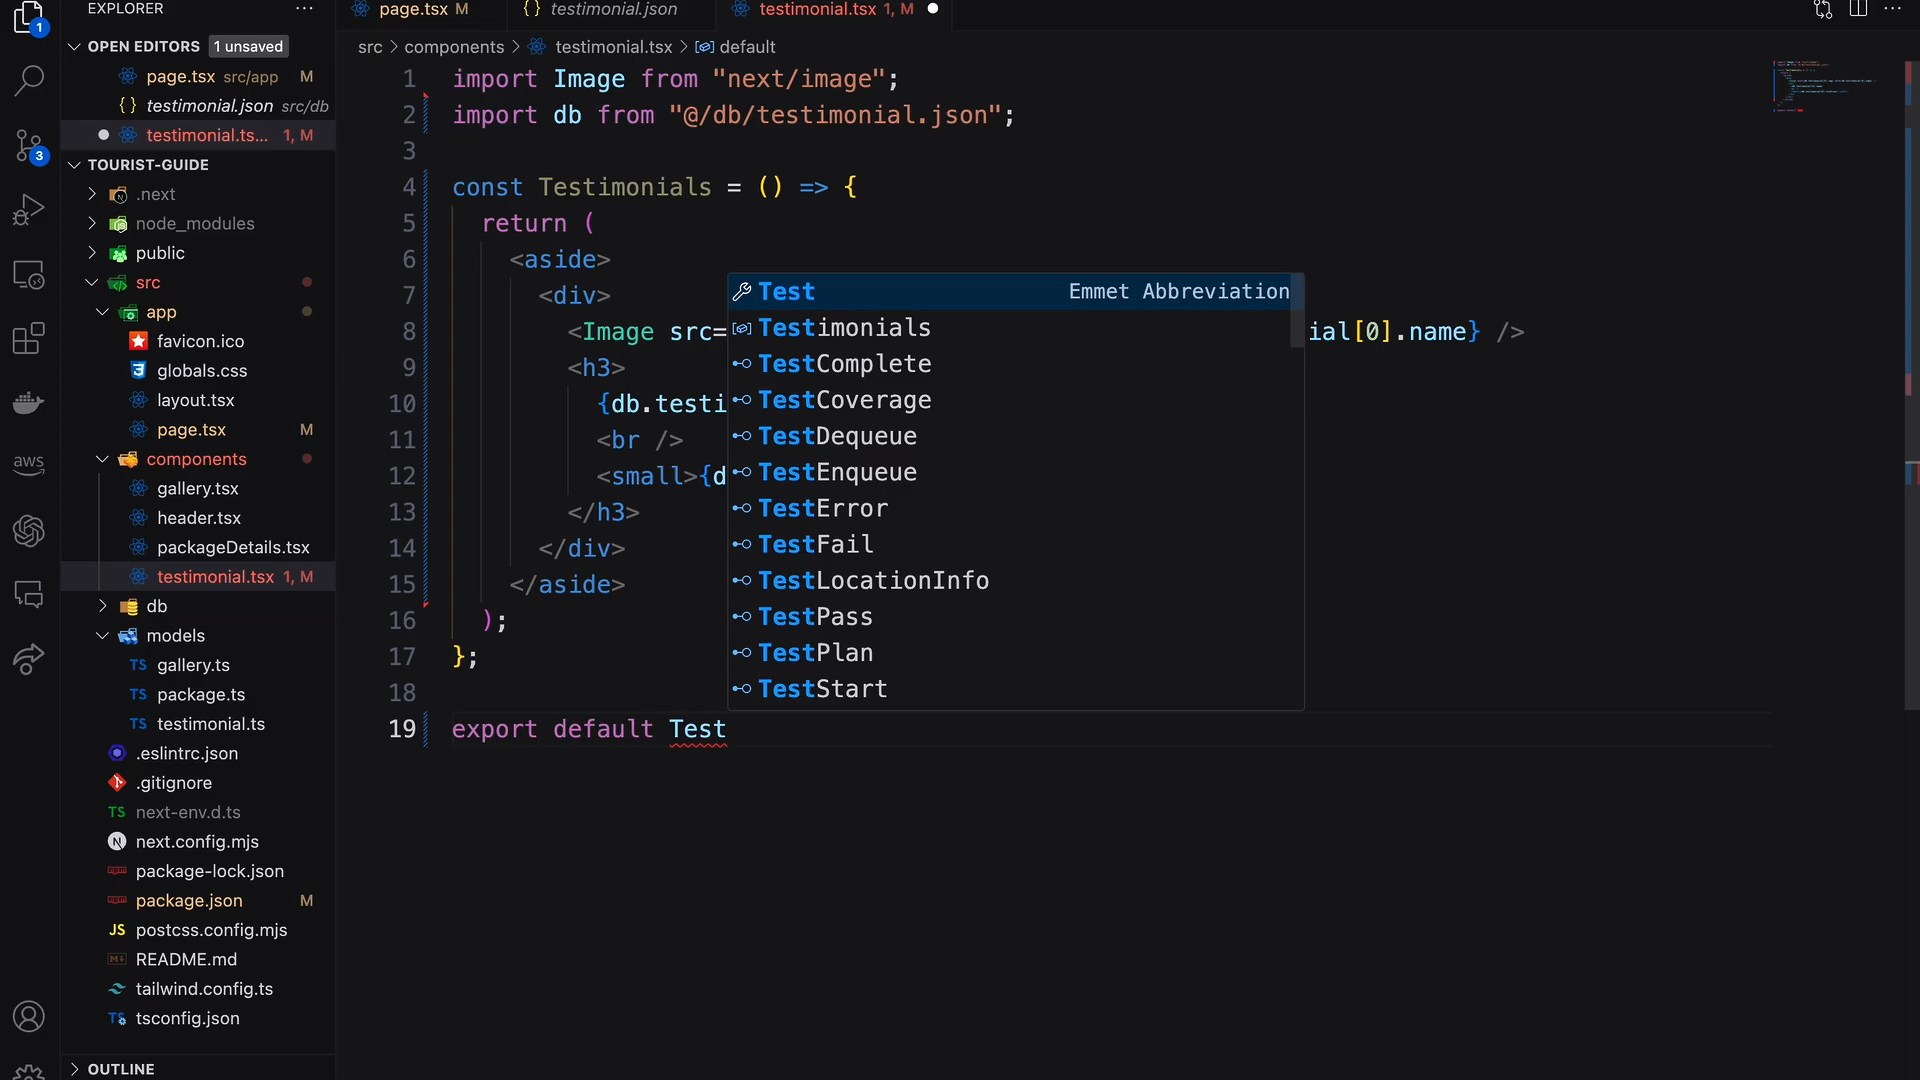 EXPLORER
OPEN EDITORS 1 unsaved
page.tsx src/app M
testimonial.json src/db
testimonial.ts... 1, M
TOURIST-GUIDE
.next
node_modules
public
src
app
favicon.ico
globals.css
layout.tsx
page.tsx M
components
gallery.tsx
header.tsx
packageDetails.tsx
testimonial.tsx 1, M
db
models
TS gallery.ts
TS package.ts
TS testimonial.ts
.eslintrc.json
.gitignore
TS next-env.d.ts
N next.config.mjs
package-lock.json
package.json M
JS postcss.config.mjs
README.md
tailwind.config.ts
TS tsconfig.json
OUTLINE
1
3
aws
page.tsx M
testimonial.json
testimonial.tsx 1, M
src > components > testimonial.tsx > default
1 import Image from "next/image";
2 import db from "@/db/testimonial.json";
3
4 const Testimonials = () => {
5 return (
6 <aside>
7 <div>
8 <Image src= ial[0].name} />
9 <h3>
10 {db.testi
11 <br />
12 <small>{d
13 </h3>
14 </div>
15 </aside>
16 );
17 };
18
19 export default Test
Test Emmet Abbreviation
Testimonials
TestComplete
TestCoverage
TestDequeue
TestEnqueue
TestError
TestFail
TestLocationInfo
TestPass
TestPlan
TestStart